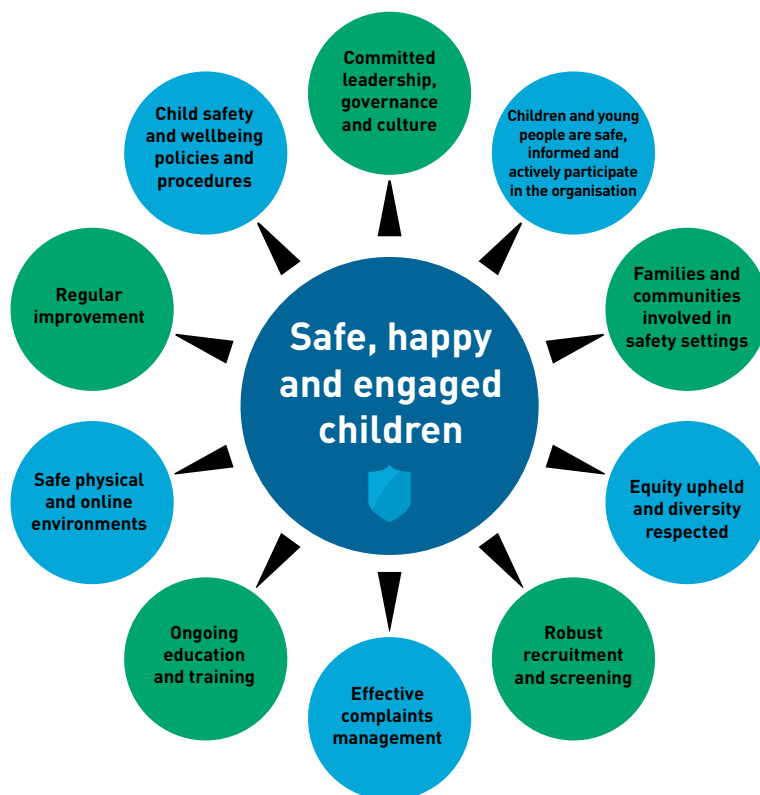 Committed
leadership,
governance
and culture
Children and young
people are safe,
informed and
actively participate
in the organisation
Families and
communities
involved in
safety settings
Equity upheld
and diversity
respected
Robust
recruitment
and screening
Effective
complaints
management
Ongoing
education
and training
Safe physical
and online
environments
Regular
improvement
Child safety
and wellbeing
policies and
procedures
Safe, happy
and engaged
children